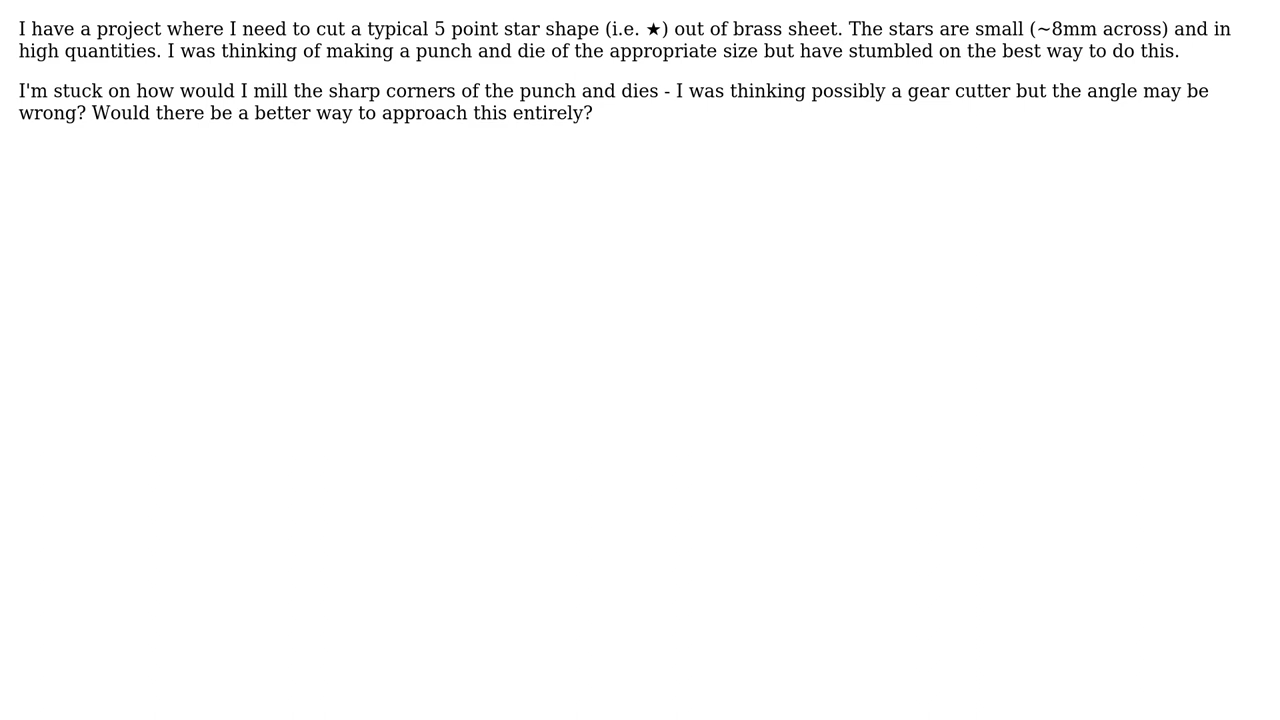 I have a project where I need to cut a typical 5 point star shape (i.e. ★) out of brass sheet. The stars are small (~8mm across) and in
high quantities. I was thinking of making a punch and die of the appropriate size but have stumbled on the best way to do this.
I'm stuck on how would I mill the sharp corners of the punch and dies - I was thinking possibly a gear cutter but the angle may be
wrong? Would there be a better way to approach this entirely?